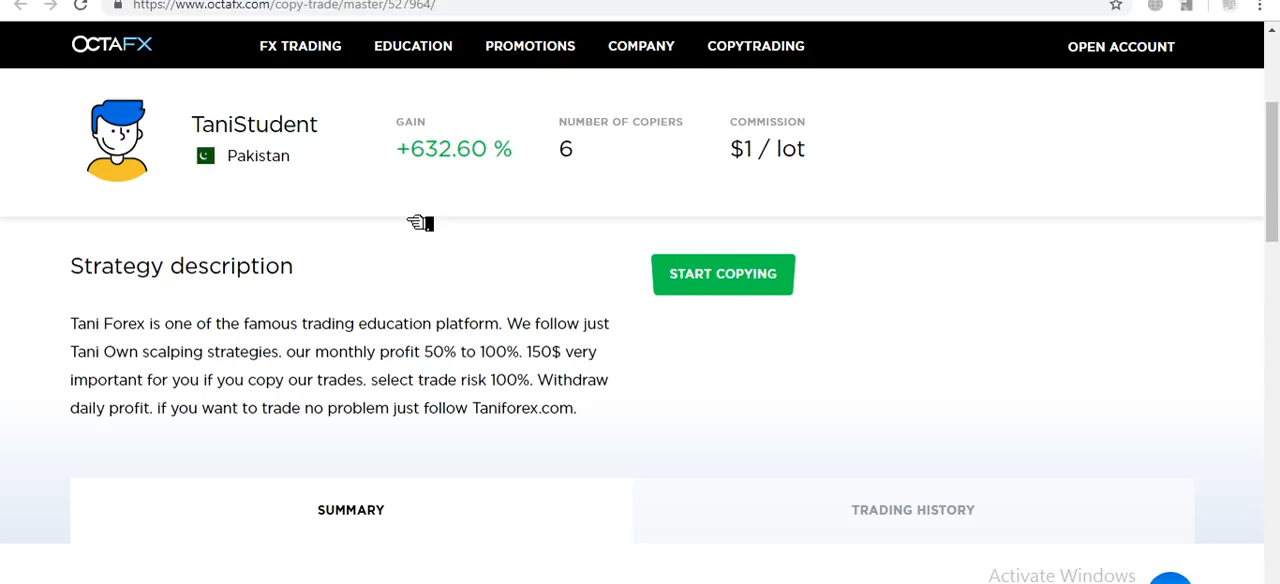 https://www.octafx.com/copy-trade/master/527964/
OCTAFX FX TRADING EDUCATION PROMOTIONS COMPANY COPYTRADING OPEN ACCOUNT
TaniStudent
Pakistan
GAIN
+632.60 %
NUMBER OF COPIERS
6
COMMISSION
$1 / lot
Strategy description
START COPYING
Tani Forex is one of the famous trading education platform. We follow just
Tani Own scalping strategies. our monthly profit 50% to 100%. 150$ very
important for you if you copy our trades. select trade risk 100%. Withdraw
daily profit. if you want to trade no problem just follow Taniforex.com.
SUMMARY TRADING HISTORY
Activate Windows